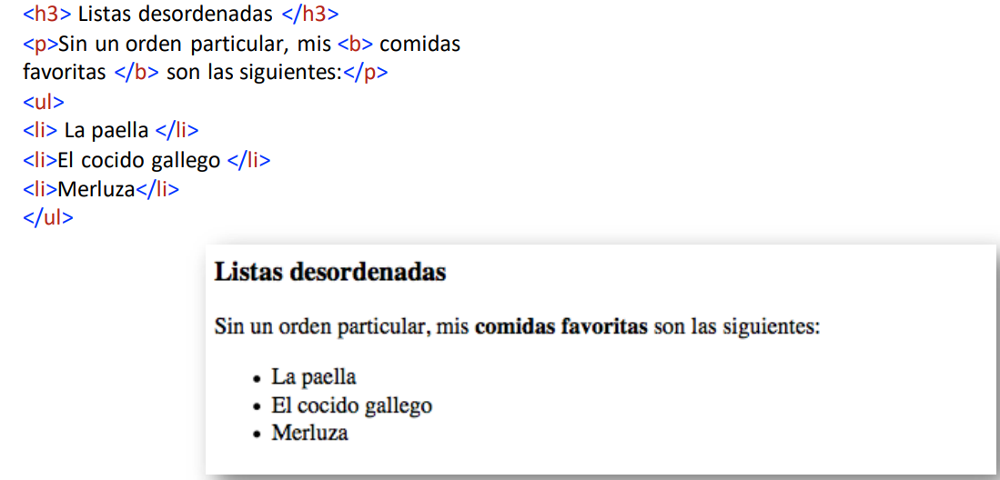 <h3> Listas desordenadas </h3>
<p>Sin un orden particular, mis <b> comidas
favoritas </b> son las siguientes:</p>
<ul>
<li> La paella </li>
<li>El cocido gallego </li>
<li>Merluza</li>
</ul>
Listas desordenadas
Sin un orden particular, mis comidas favoritas son las siguientes:
• La paella
• El cocido gallego
• Merluza